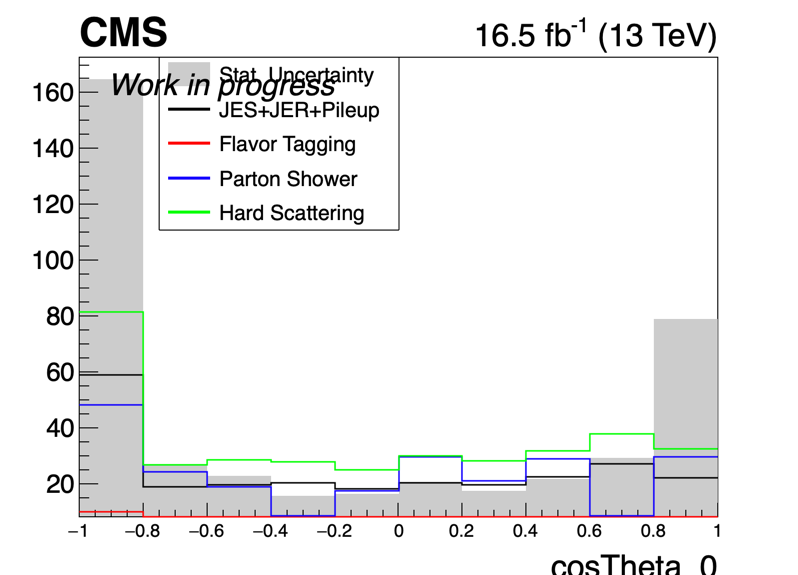 CMS 16.5 fb-1 (13 TeV)
Stat. Uncertainty
Work in progress
JES+JER+Pileup
Flavor Tagging
Parton Shower
Hard Scattering
160
140
120
100
80
60
40
20
−1 −0.8 −0.6 −0.4 −0.2 0 0.2 0.4 0.6 0.8 1
cosTheta_0